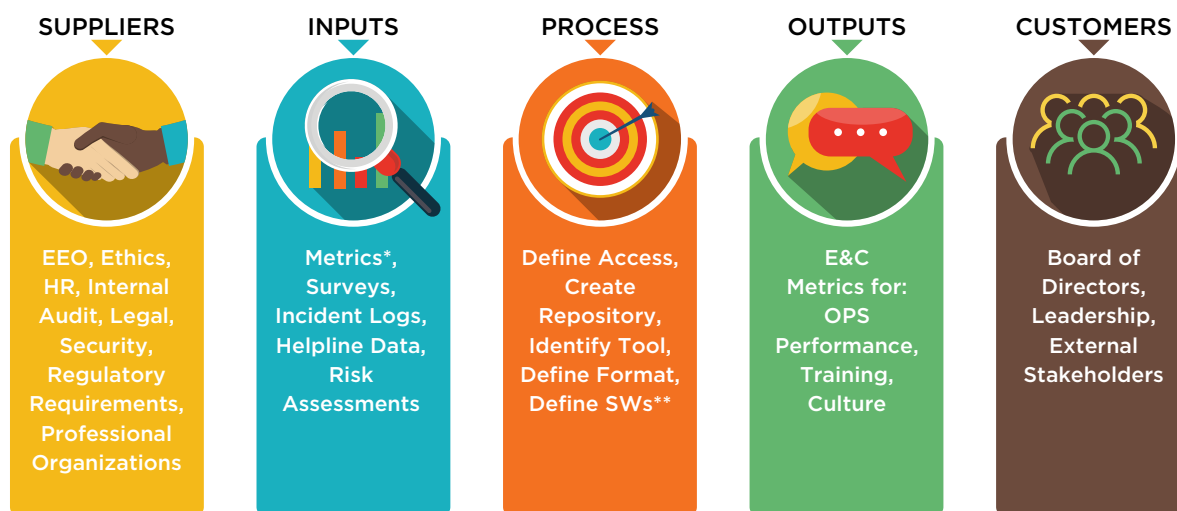 SUPPLIERS
EEO, Ethics,
HR, Internal
Audit, Legal,
Security,
Regulatory
Requirements,
Professional
Organizations
INPUTS
Metrics*,
Surveys,
Incident Logs,
Helpline Data,
Risk
Assessments
PROCESS
Define Access,
Create
Repository,
Identify Tool,
Define Format,
Define SWs**
OUTPUTS
E&C
Metrics for:
OPS
Performance,
Training,
Culture
CUSTOMERS
Board of
Directors,
Leadership,
External
Stakeholders